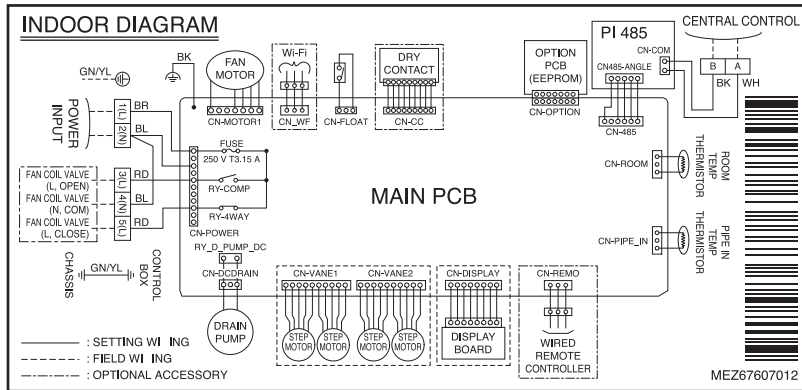 INDOOR DIAGRAM
GN/YL
BK
FAN
MOTOR
CN-MOTOR1
Wi-Fi
CN_WF
CN-FLOAT
DRY
CONTACT
CN-CC
OPTION
PCB
(EEPROM)
CN-OPTION
PI 485
CN-COM
CN485-ANGLE
CN-485
CENTRAL CONTROL
B A
BK WH
POWER
INPUT
1(L)
2(N)
3(L)
4(N)
5(L)
BR
BL
RD
BL
RD
FUSE
250 V T3.15 A
RY-COMP
RY-4WAY
CN-POWER
FAN COIL VALVE
(L, OPEN)
FAN COIL VALVE
(N, COM)
FAN COIL VALVE
(L, CLOSE)
MAIN PCB
CN-ROOM
ROOM
TEMP
THERMISTOR
CN-PIPE_IN
PIPE IN
TEMP
THERMISTOR
CHASSIS
GN/YL
CONTROL
BOX
RY_D_PUMP_DC
CN-DCDRAIN
DRAIN
PUMP
CN-VANE1
CN-VANE2
STEP
MOTOR
STEP
MOTOR
STEP
MOTOR
STEP
MOTOR
CN-DISPLAY
DISPLAY
BOARD
CN-REMO
WIRED
REMOTE
CONTROLLER
: SETTING WI ING
: FIELD WI ING
: OPTIONAL ACCESSORY
MEZ67607012